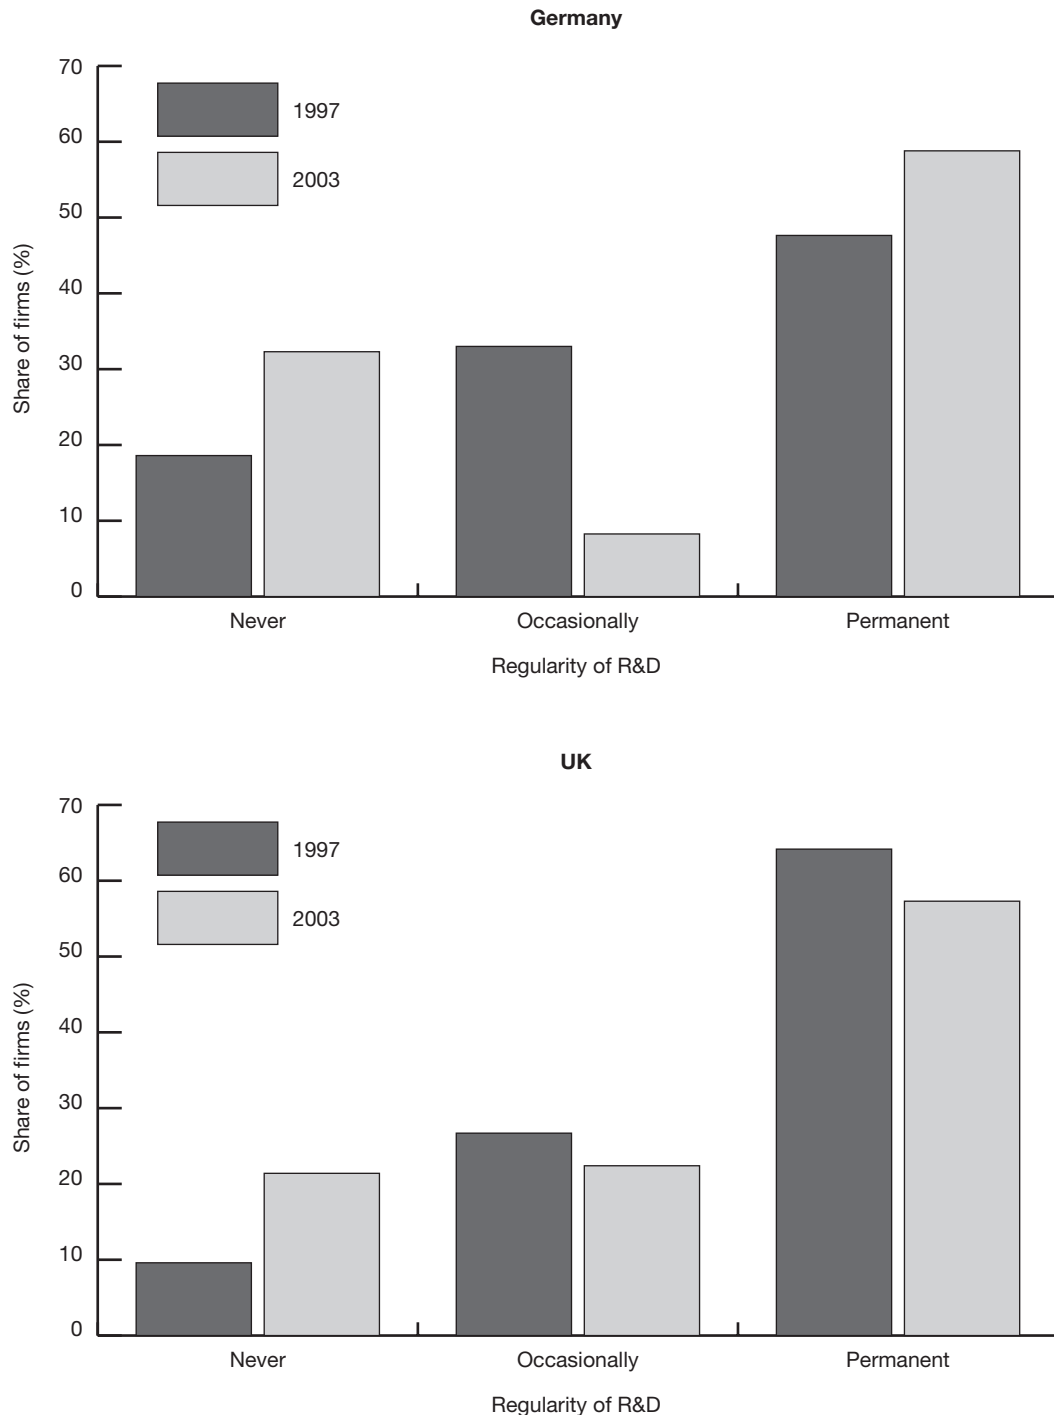 Germany
70
60
50
40
30
20
10
0
Share of firms (%)
1997
2003
Never Occasionally Permanent
Regularity of R&D
UK
70
60
50
40
30
20
10
0
Share of firms (%)
1997
2003
Never Occasionally Permanent
Regularity of R&D